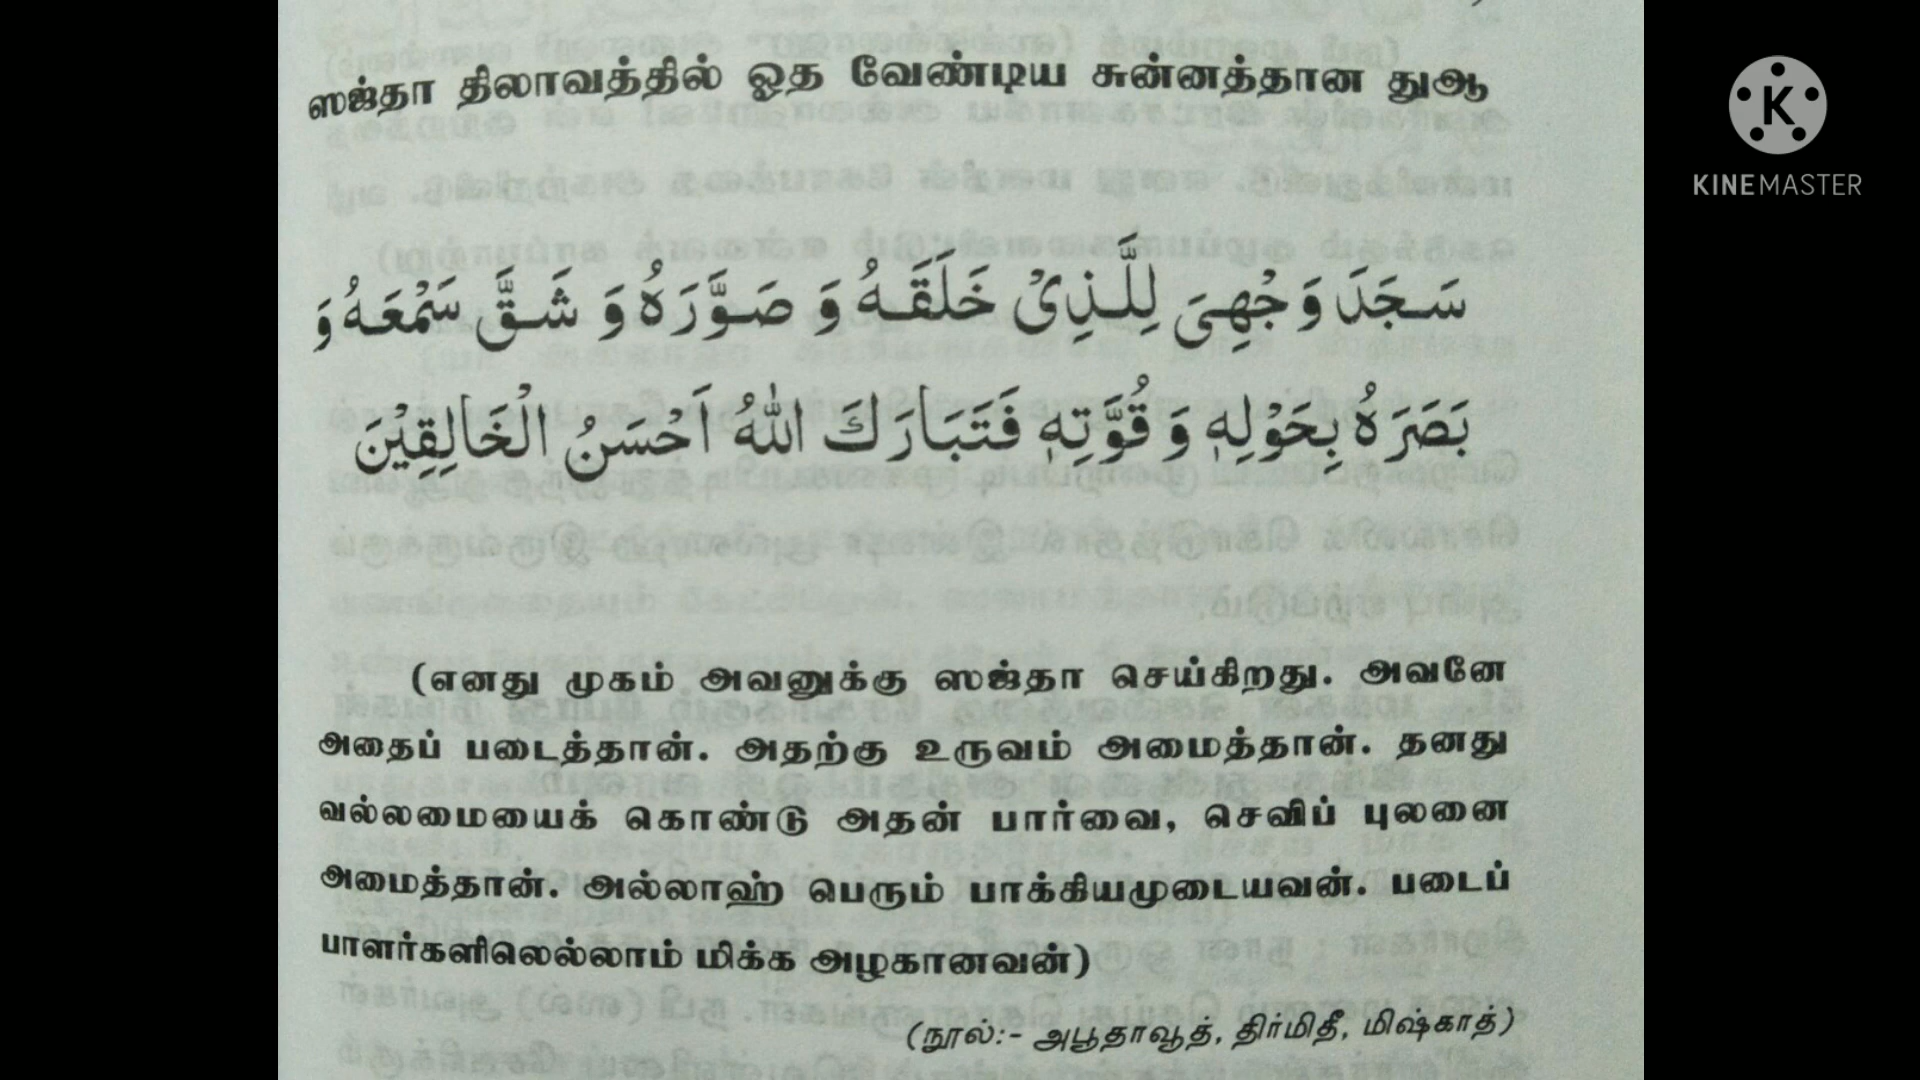 ஸஜ்தா திலாவத்தில் ஓத வேண்டிய சுன்னத்தான துஆ
سَجَدَ وَجْهِيَ لِلَّذِيْ خَلَقَهُ وَ صَوَّرَهُ وَ شَقَّ سَمْعَهُ وَ
بَصَرَهُ بِحَوْلِهٖ وَ قُوَّتِهٖ فَتَبَارَكَ اللّٰهُ اَحْسَنُ الْخَالِقِيْنَ
(எனது முகம் அவனுக்கு ஸஜ்தா செய்கிறது. அவனே
அதைப் படைத்தான். அதற்கு உருவம் அமைத்தான். தனது
வல்லமையைக் கொண்டு அதன் பார்வை, செவிப் புலனை
அமைத்தான். அல்லாஹ் பெரும் பாக்கியமுடையவன். படைப்
பாளர்களிலெல்லாம் மிக்க அழகானவன்)
(நூல்:- அபூதாவூத், திர்மிதீ, மிஷ்காத்)
K
KINEMASTER